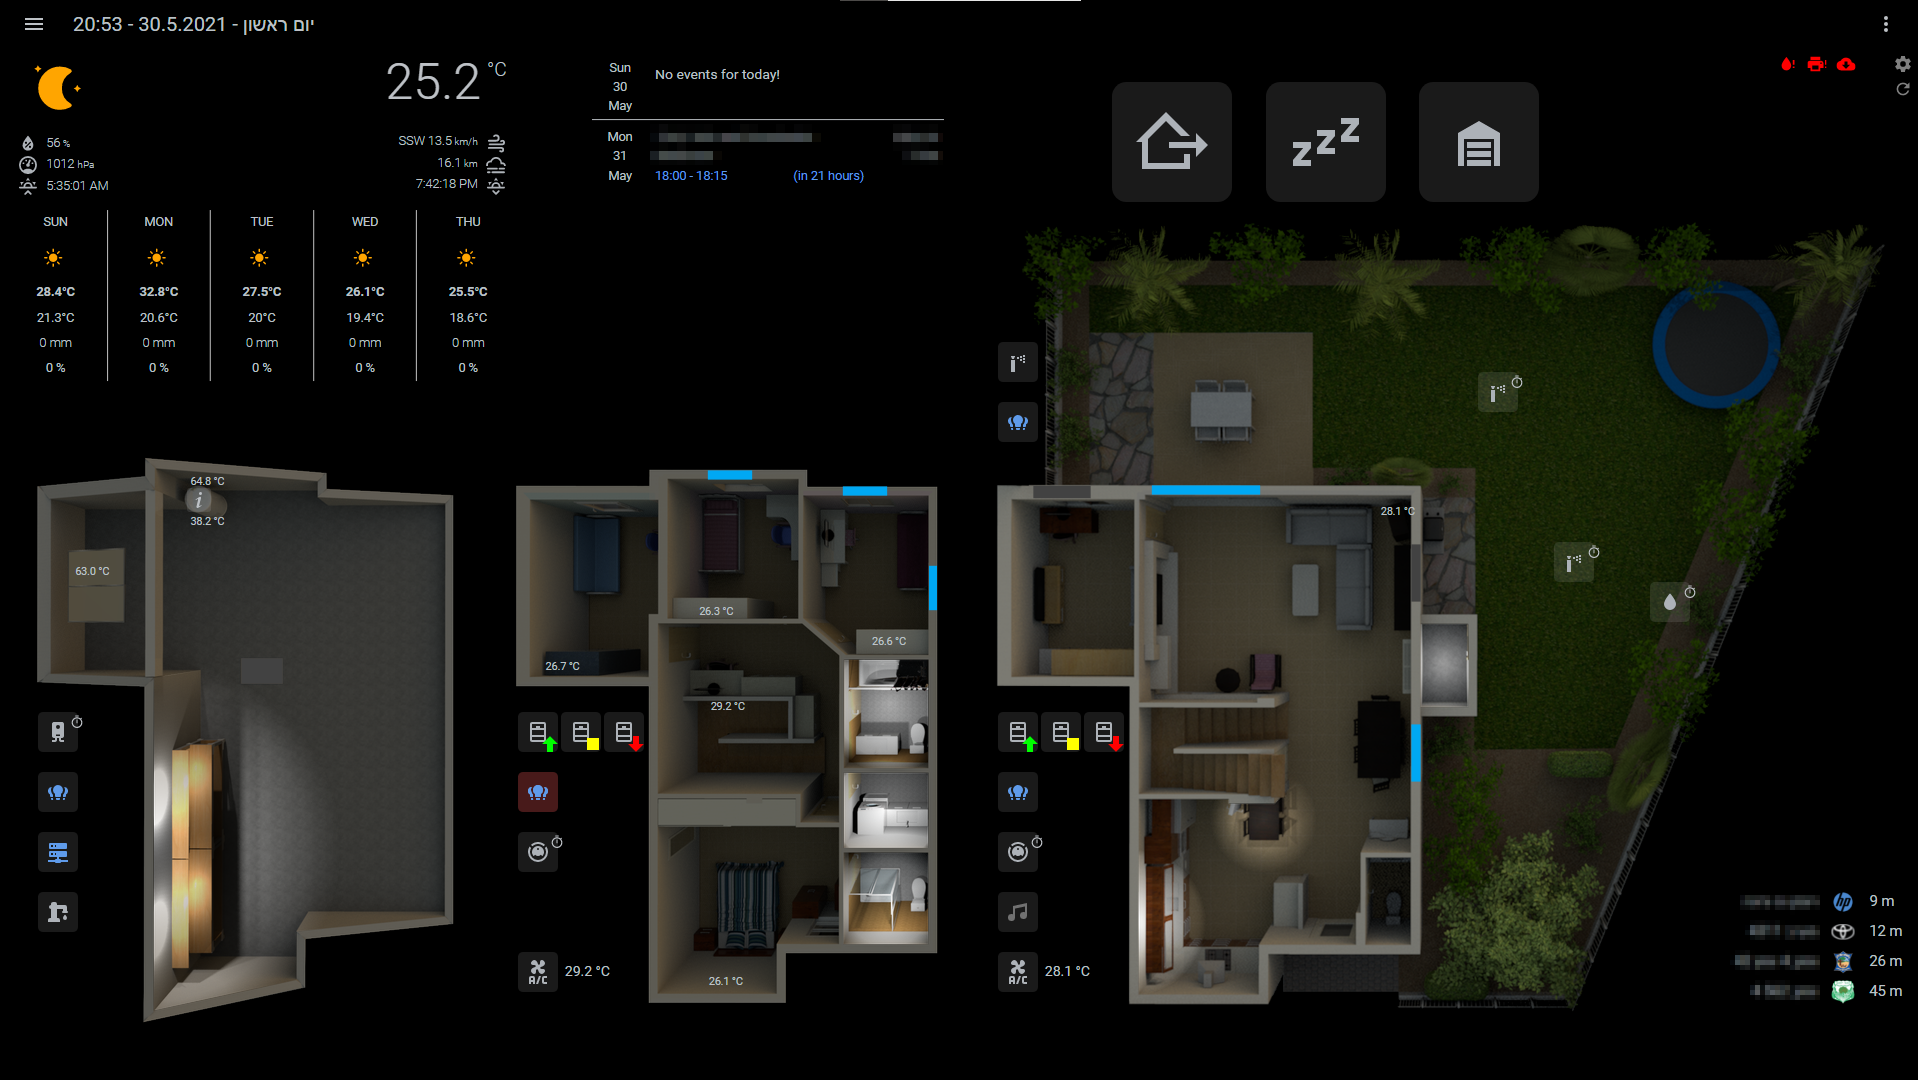 20:53 - 30.5.2021 - יום ראשון
25.2 °C
56 %
1012 hPa
5:35:01 AM
SSW 13.5 km/h
16.1 km
7:42:18 PM
SUN MON TUE WED THU
28.4°C 32.8°C 27.5°C 26.1°C 25.5°C
21.3°C 20.6°C 20°C 19.4°C 18.6°C
0 mm 0 mm 0 mm 0 mm 0 mm
0 % 0 % 0 % 0 % 0 %
Sun
30
May
No events for today!
Mon
31
May
18:00 - 18:15 (in 21 hours)
zzz
64.8 °C
i
38.2 °C
63.0 °C
26.3 °C
26.6 °C
26.7 °C
29.2 °C
26.1 °C
A/C 29.2 °C
28.1 °C
A/C 28.1 °C
hp 9 m
12 m
26 m
45 m